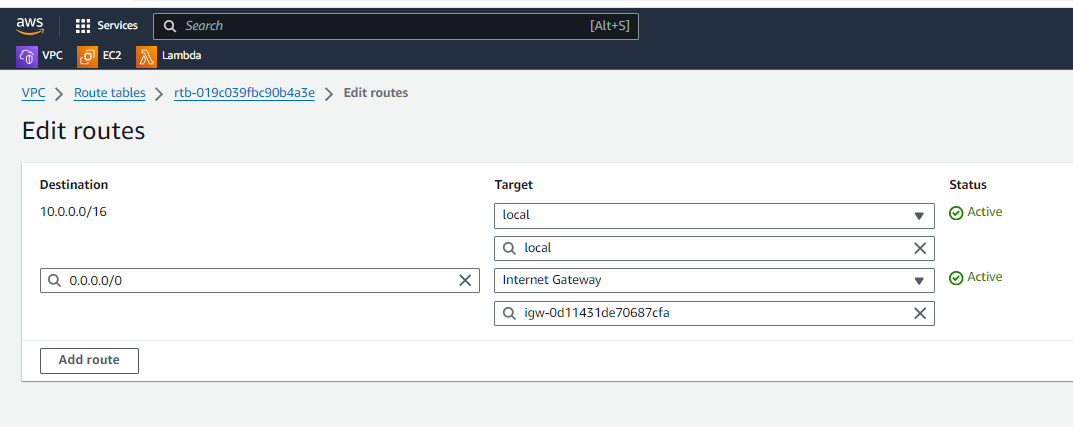 aws
Services
Search
[Alt+S]
VPC
EC2
Lambda
VPC > Route tables > rtb-019c039fbc90b4a3e > Edit routes
Edit routes
Destination Target Status
10.0.0.0/16 local Active
local
0.0.0.0/0 Internet Gateway Active
igw-0d11431de70687cfa
Add route